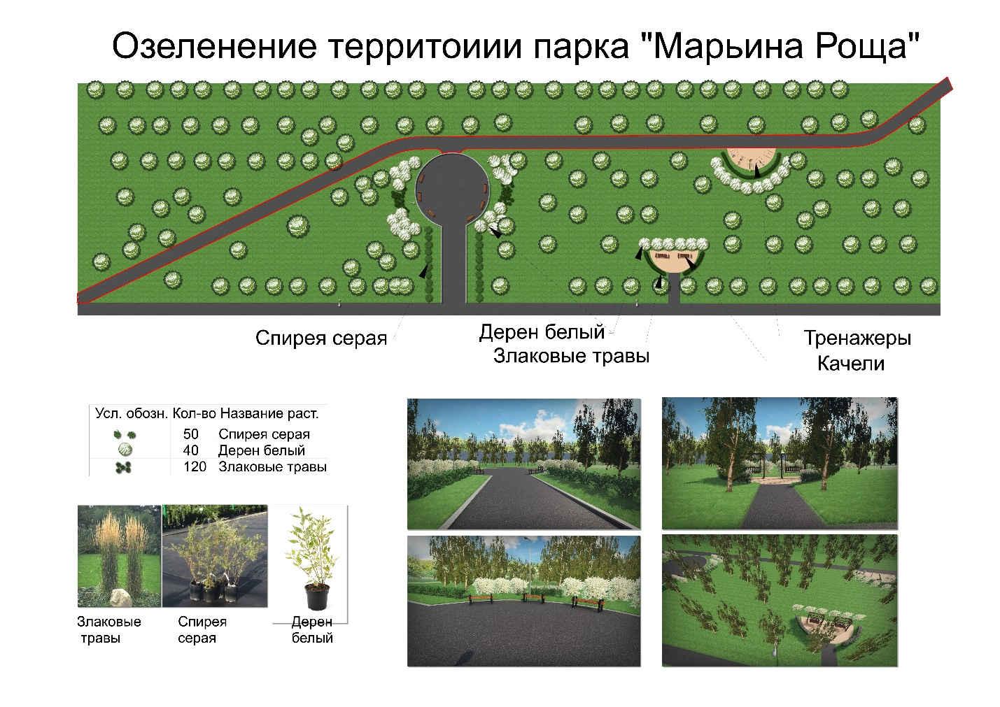 Озеленение территоиии парка "Марьина Роща"
Спирея серая
Дерен белый
Злаковые травы
Тренажеры
Качели
Усл. обозн. Кол-во Название раст.
50 Спирея серая
40 Дерен белый
120 Злаковые травы
Злаковые
травы
Спирея
серая
Дерен
белый